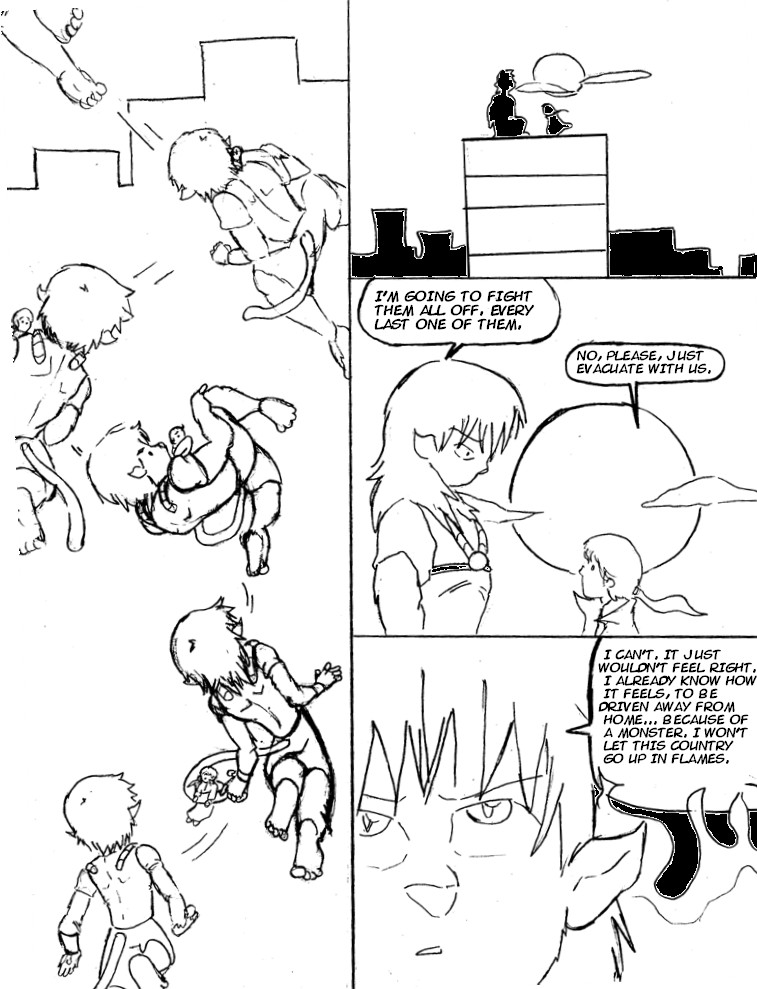 I'M GOING TO FIGHT
THEM ALL OFF. EVERY
LAST ONE OF THEM.
NO, PLEASE, JUST
EVACUATE WITH US.
I CAN'T. IT JUST
WOULDN'T FEEL RIGHT.
I ALREADY KNOW HOW
IT FEELS, TO BE
DRIVEN AWAY FROM
HOME... BECAUSE OF
A MONSTER. I WON'T
LET THIS COUNTRY
GO UP IN FLAMES.